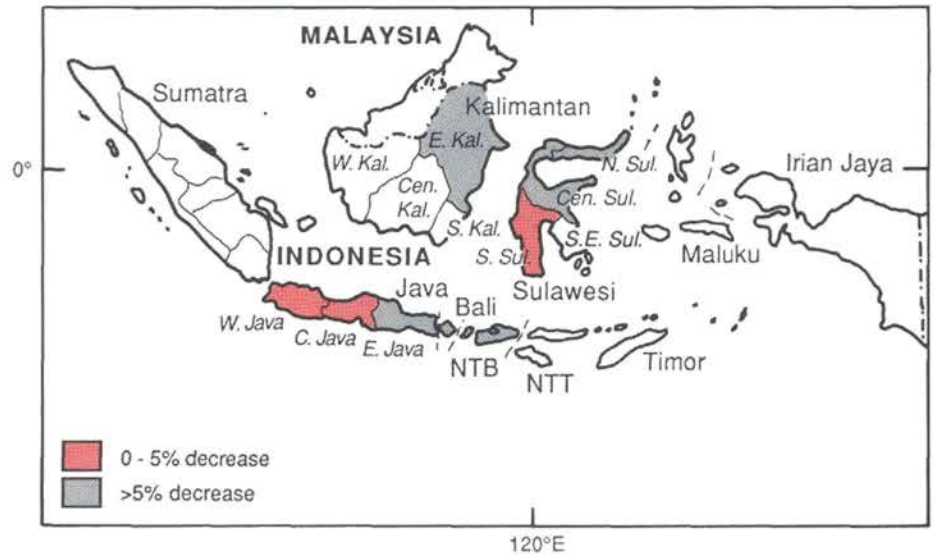 MALAYSIA
Sumatra
Kalimantan
E. Kal.
N. Sul.
W. Kal.
Irian Jaya
0°
Cen.
Kal.
Cen. Sul.
S. Kal.
S.E. Sul.
INDONESIA
S. Sul.
Maluku
Java
Sulawesi
Bali
W. Java
C. Java
E. Java
NTB
NTT
Timor
0 - 5% decrease
>5% decrease
120°E